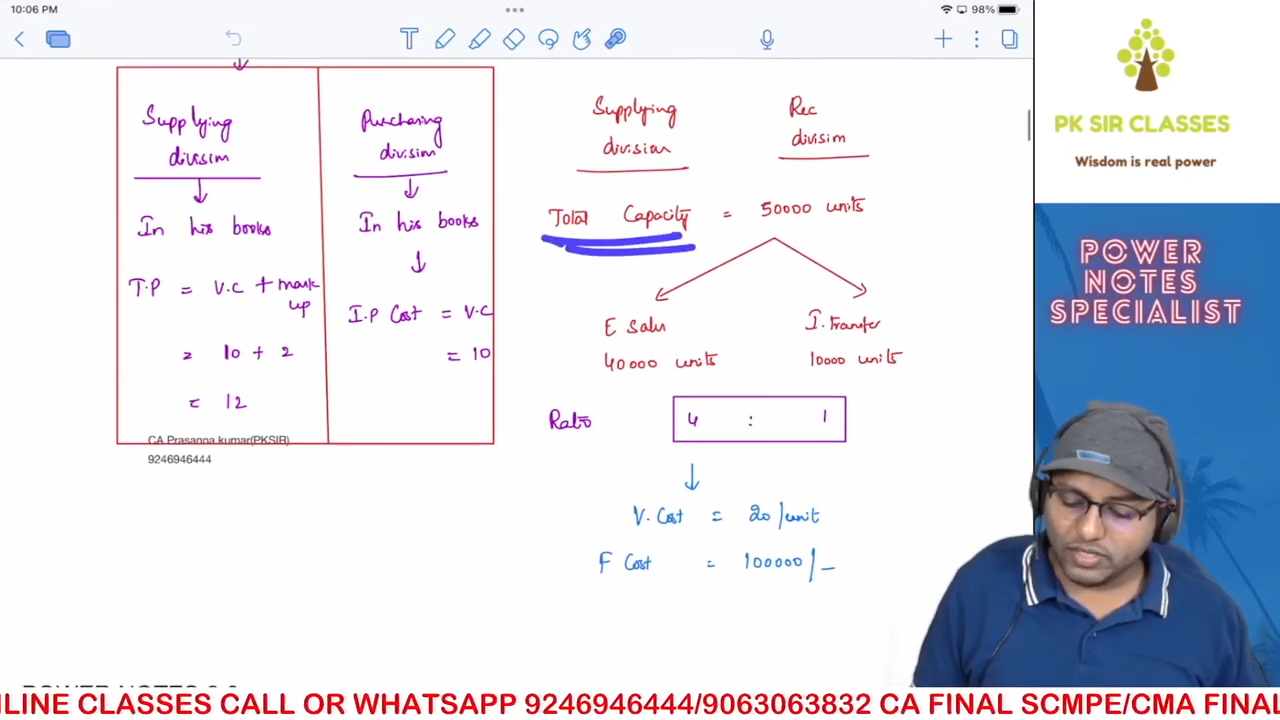 10:06 PM
98%
Supplying
division
In his books
T.P = V.C + mark
up
= 10 + 2
= 12
Purchasing
division
In his books
I.P Cost = V.C
= 10
CA Prasanna kumar(PKSIR)
9246946444
Supplying
division
Rec
division
Total Capacity = 50000 units
E Sales
40000 units
I. transfer
10000 units
Ratio 4 : 1
V. Cost = 20/unit
F Cost = 100000/_
PK SIR CLASSES
Wisdom is real power
POWER
NOTES
SPECIALIST
NLINE CLASSES CALL OR WHATSAPP 9246946444/9063063832 CA FINAL SCMPE/CMA FINAL